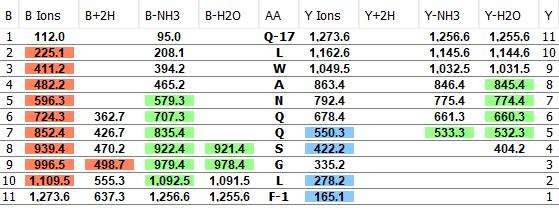 B B Ions B+2H B-NH3 B-H2O AA Y Ions Y+2H Y-NH3 Y-H2O Y
1 112.0 95.0 Q-17 1,273.6 1,256.6 1,255.6 11
2 225.1 208.1 L 1,162.6 1,145.6 1,144.6 10
3 411.2 394.2 W 1,049.5 1,032.5 1,031.5 9
4 482.2 465.2 A 863.4 846.4 845.4 8
5 596.3 579.3 N 792.4 775.4 774.4 7
6 724.3 362.7 707.3 Q 678.4 661.3 660.3 6
7 852.4 426.7 835.4 Q 550.3 533.3 532.3 5
8 939.4 470.2 922.4 921.4 S 422.2 404.2 4
9 996.5 498.7 979.4 978.4 G 335.2 3
10 1,109.5 555.3 1,092.5 1,091.5 L 278.2 2
11 1,273.6 637.3 1,256.6 1,255.6 F-1 165.1 1